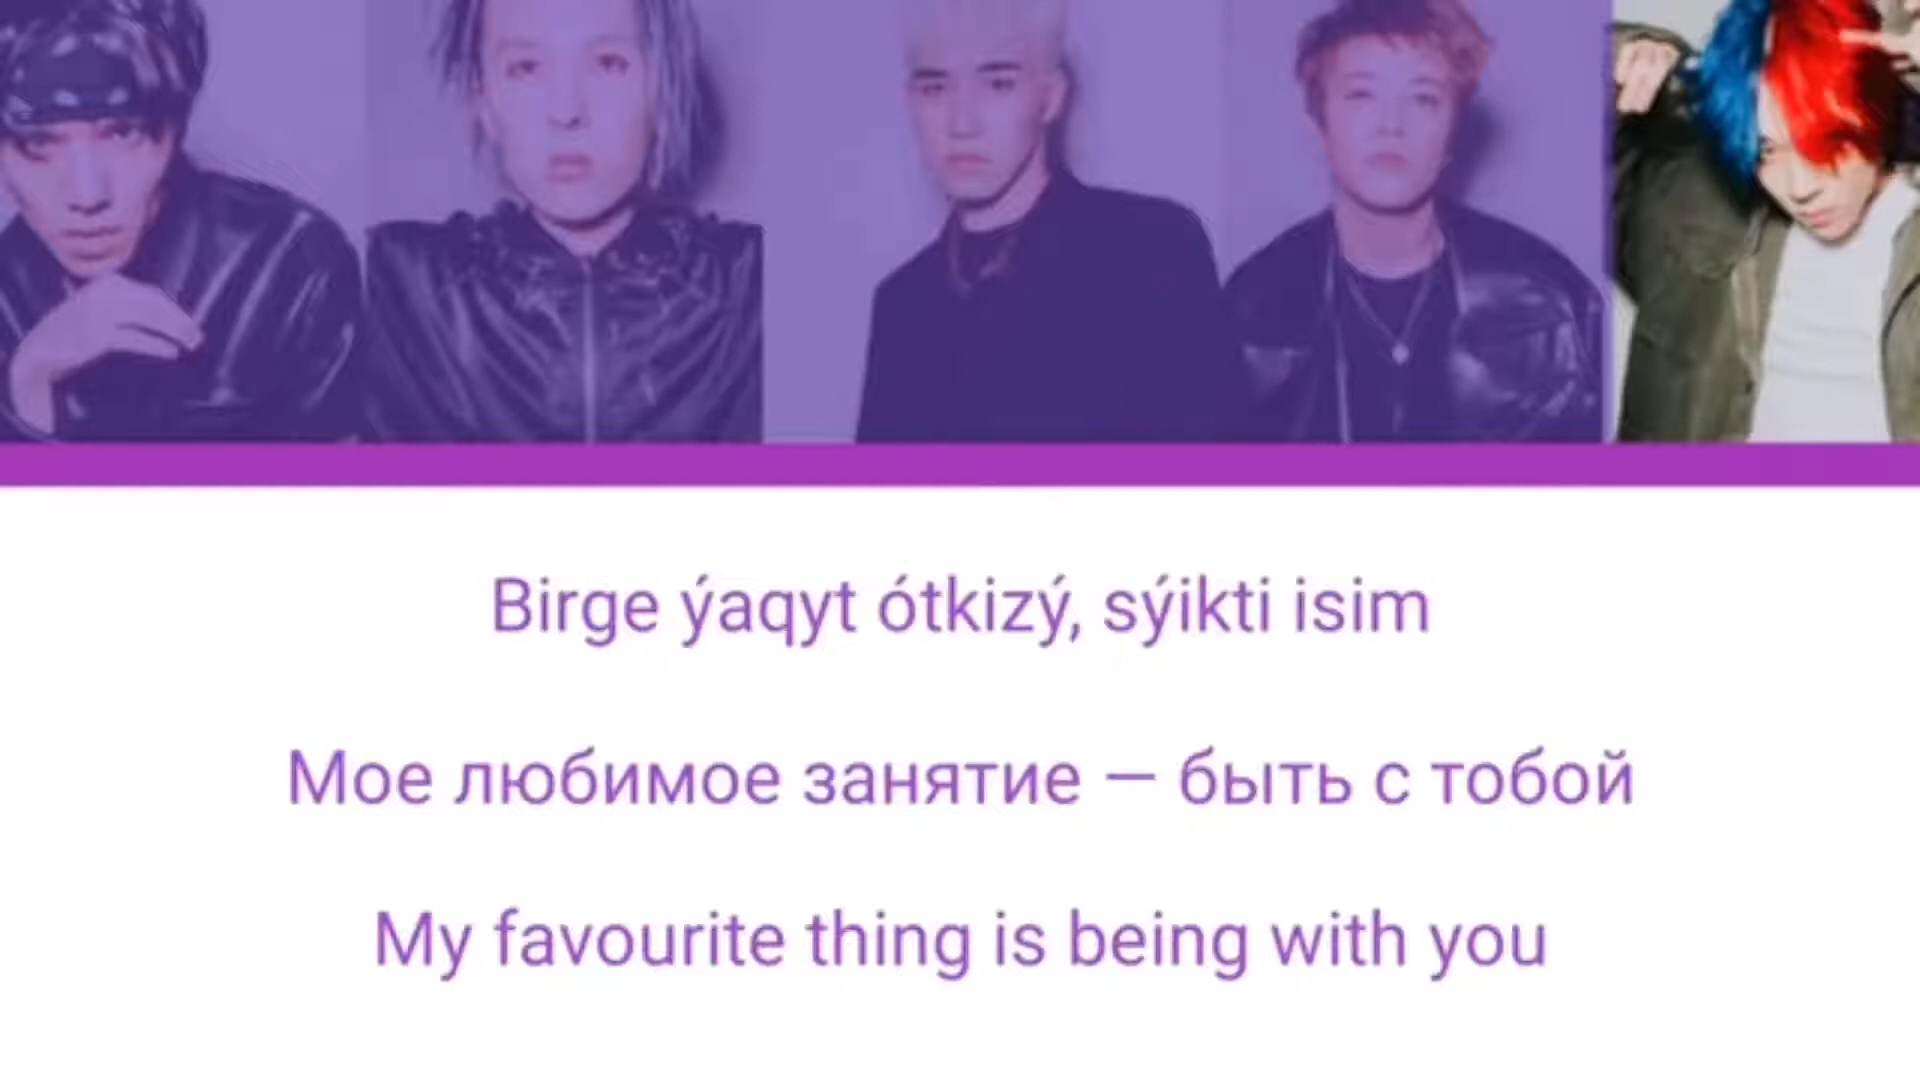 Birge ýaqyt ótkizý, sýikti isim
Мое любимое занятие — быть с тобой
My favourite thing is being with you